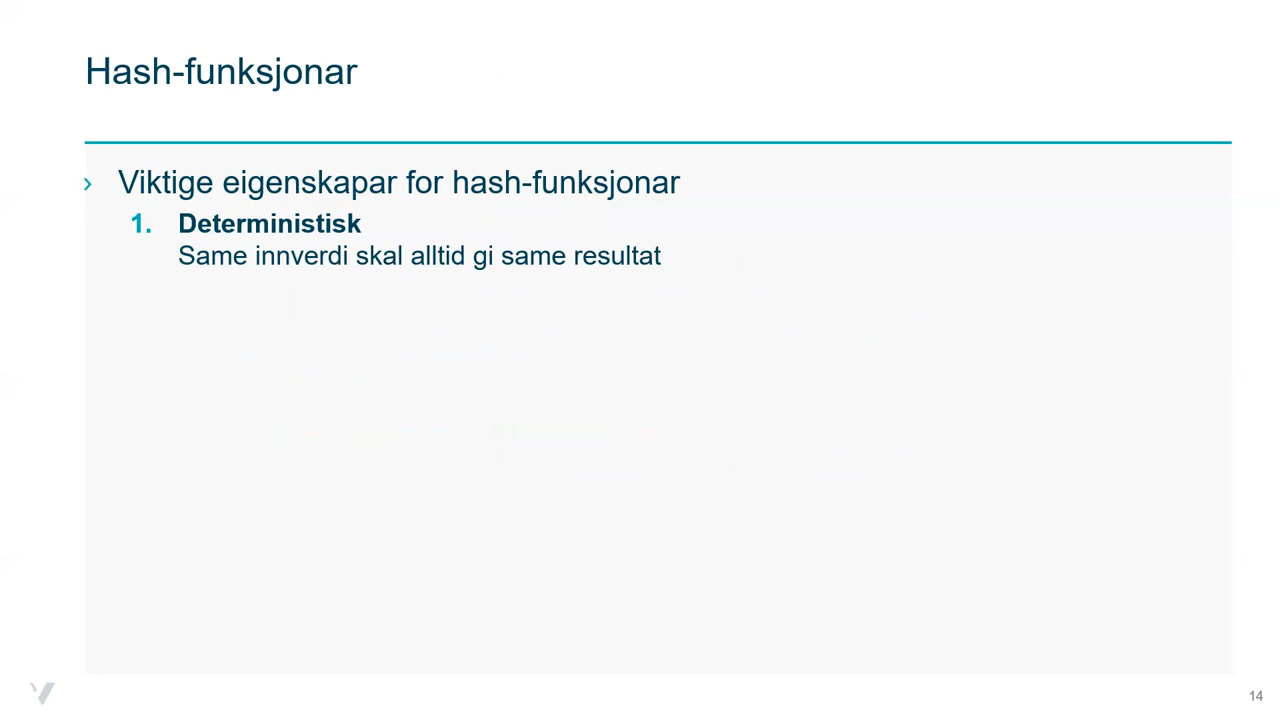 Hash-funksjonar
› Viktige eigenskapar for hash-funksjonar
1. Deterministisk
Same innverdi skal alltid gi same resultat
14